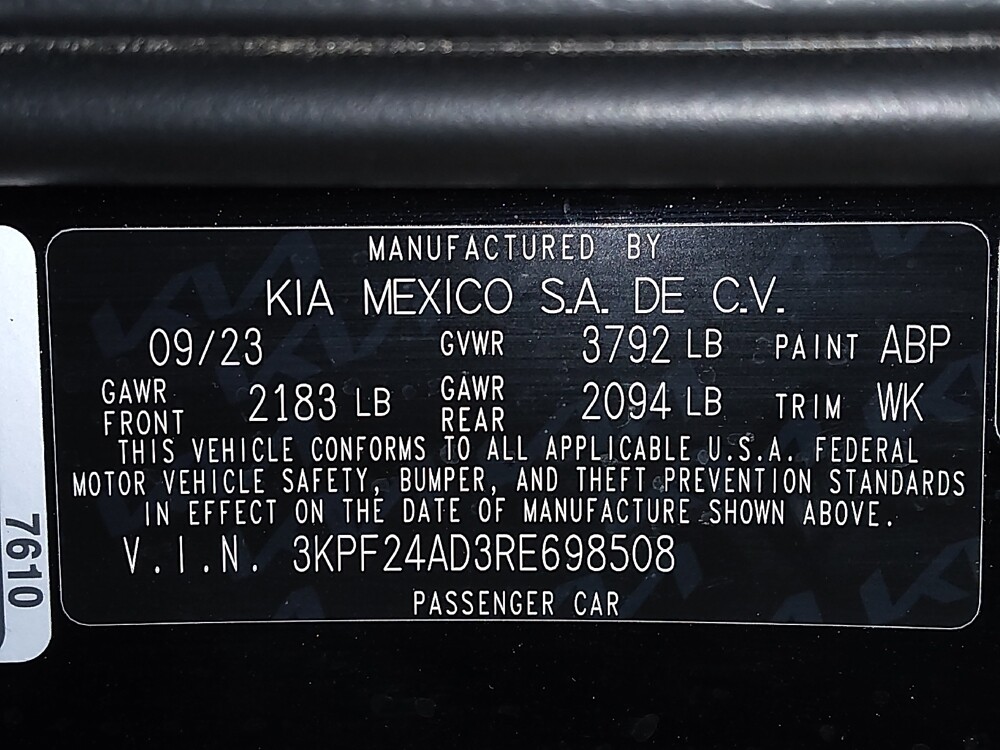 MANUFACTURED BY
KIA MEXICO S.A. DE C.V.
09/23 GVWR 3792 LB PAINT ABP
GAWR FRONT 2183 LB GAWR REAR 2094 LB TRIM WK
THIS VEHICLE CONFORMS TO ALL APPLICABLE U.S.A. FEDERAL
MOTOR VEHICLE SAFETY, BUMPER, AND THEFT PREVENTION STANDARDS
IN EFFECT ON THE DATE OF MANUFACTURE SHOWN ABOVE.
V.I.N. 3KPF24AD3RE698508
PASSENGER CAR
7610